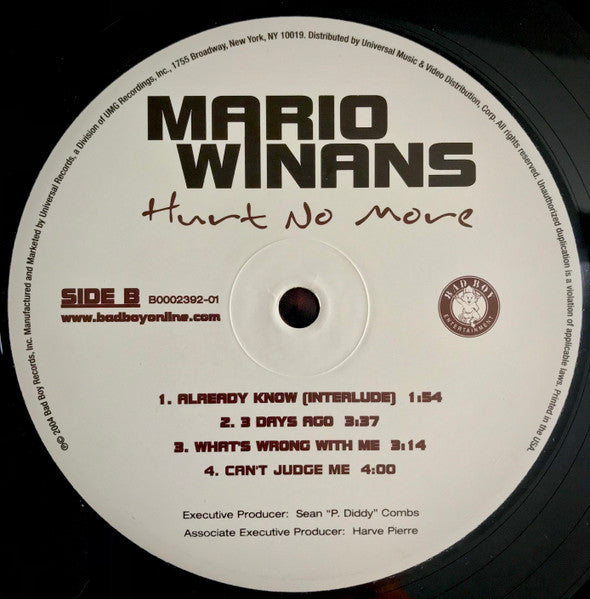 MARIO
WINANS
Hurt No More
SIDE B B0002392-01
www.badboyonline.com
BAD BOY
ENTERTAINMENT
1. ALREADY KNOW (INTERLUDE) 1:54
2. 3 DAYS AGO 3:37
3. WHAT'S WRONG WITH ME 3:14
4. CAN'T JUDGE ME 4:00
Executive Producer: Sean "P. Diddy" Combs
Associate Executive Producer: Harve Pierre
℗© 2004 Bad Boy Records, Inc. Manufactured and Marketed by Universal Records, a Division of UMG Recordings, Inc., 1755 Broadway, New York, NY 10019. Distributed by Universal Music & Video Distribution, Corp. All rights reserved. Unauthorized duplication is a violation of applicable laws. Printed in the USA.